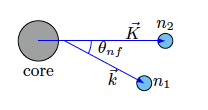 n₂
K⃗
θₙf
core
k⃗
n₁